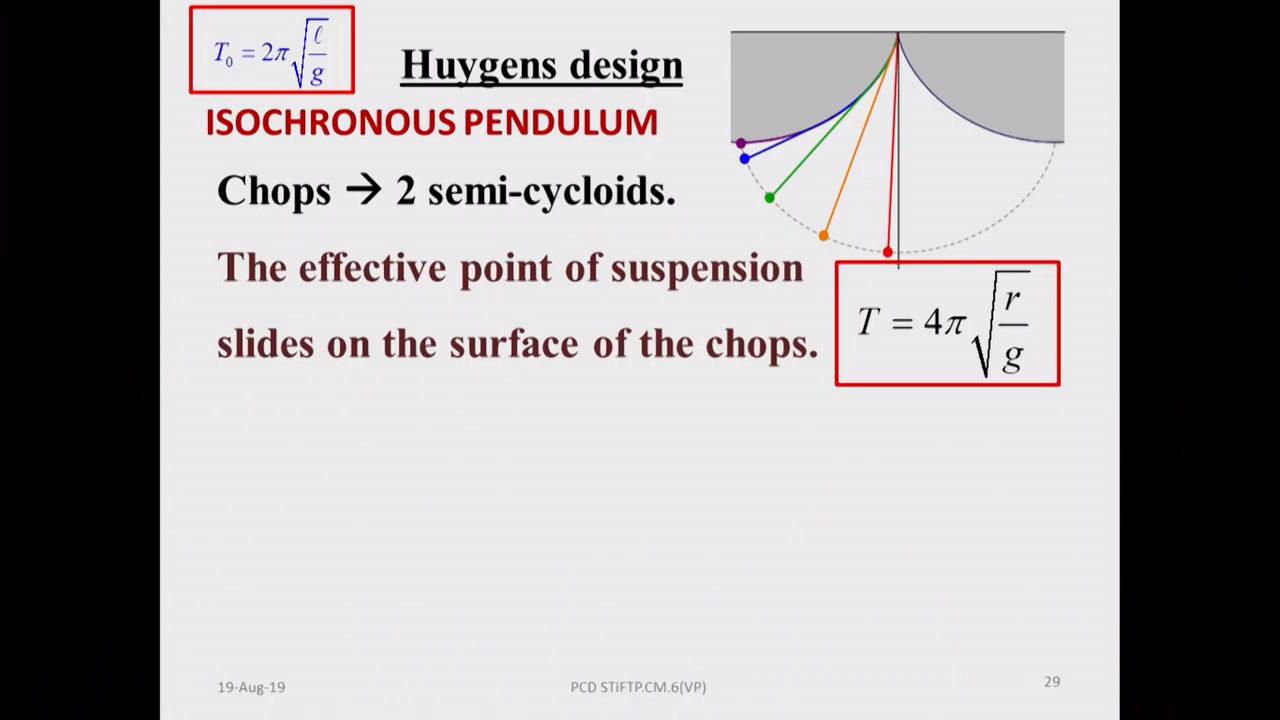 T₀ = 2π√(ℓ/g)
Huygens design
ISOCHRONOUS PENDULUM
Chops → 2 semi-cycloids.
The effective point of suspension
slides on the surface of the chops.
T = 4π√(r/g)
19-Aug-19
PCD STIFTP.CM.6(VP)
29